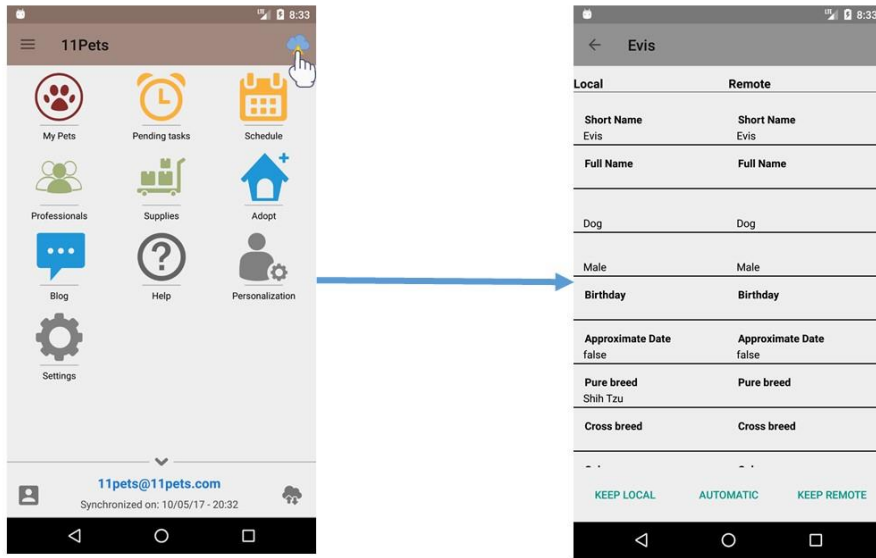 LTE 8:33
11Pets
My Pets
Pending tasks
Schedule
Professionals
Supplies
Adopt
Blog
Help
Personalization
Settings
11pets@11pets.com
Synchronized on: 10/05/17 - 20:32
LTE 8:33
Evis
Local Remote
Short Name Short Name
Evis Evis
Full Name Full Name
Dog Dog
Male Male
Birthday Birthday
Approximate Date Approximate Date
false false
Pure breed Pure breed
Shih Tzu
Cross breed Cross breed
KEEP LOCAL AUTOMATIC KEEP REMOTE